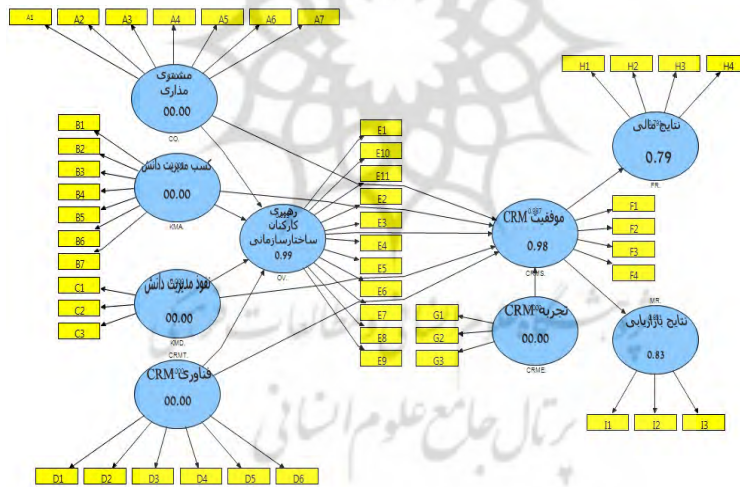 A1
A2
A3
A4
A5
A6
A7
مشتری
مداری
00.00
CO.
H1
H2
H3
H4
نتایج مالی
0.79
FR.
B1
B2
B3
B4
B5
B6
B7
کسب مدیریت دانش
00.00
KMA.
E1
E10
E11
E2
E3
E4
E5
E6
E7
E8
E9
رهبری
کارکنان
ساختارسازمانی
0.99
OV.
موفقیت CRM
0.98
CRMS.
F1
F2
F3
F4
C1
C2
C3
نفوذ مدیریت دانش
00.00
KMD.
CRMT.
G1
G2
G3
تجربه CRM
00.00
CRME.
MR.
نتایج بازاریابی
0.83
I1
I2
I3
فناوری CRM
00.00
D1
D2
D3
D4
D5
D6
پرتال جامع علوم انسانی